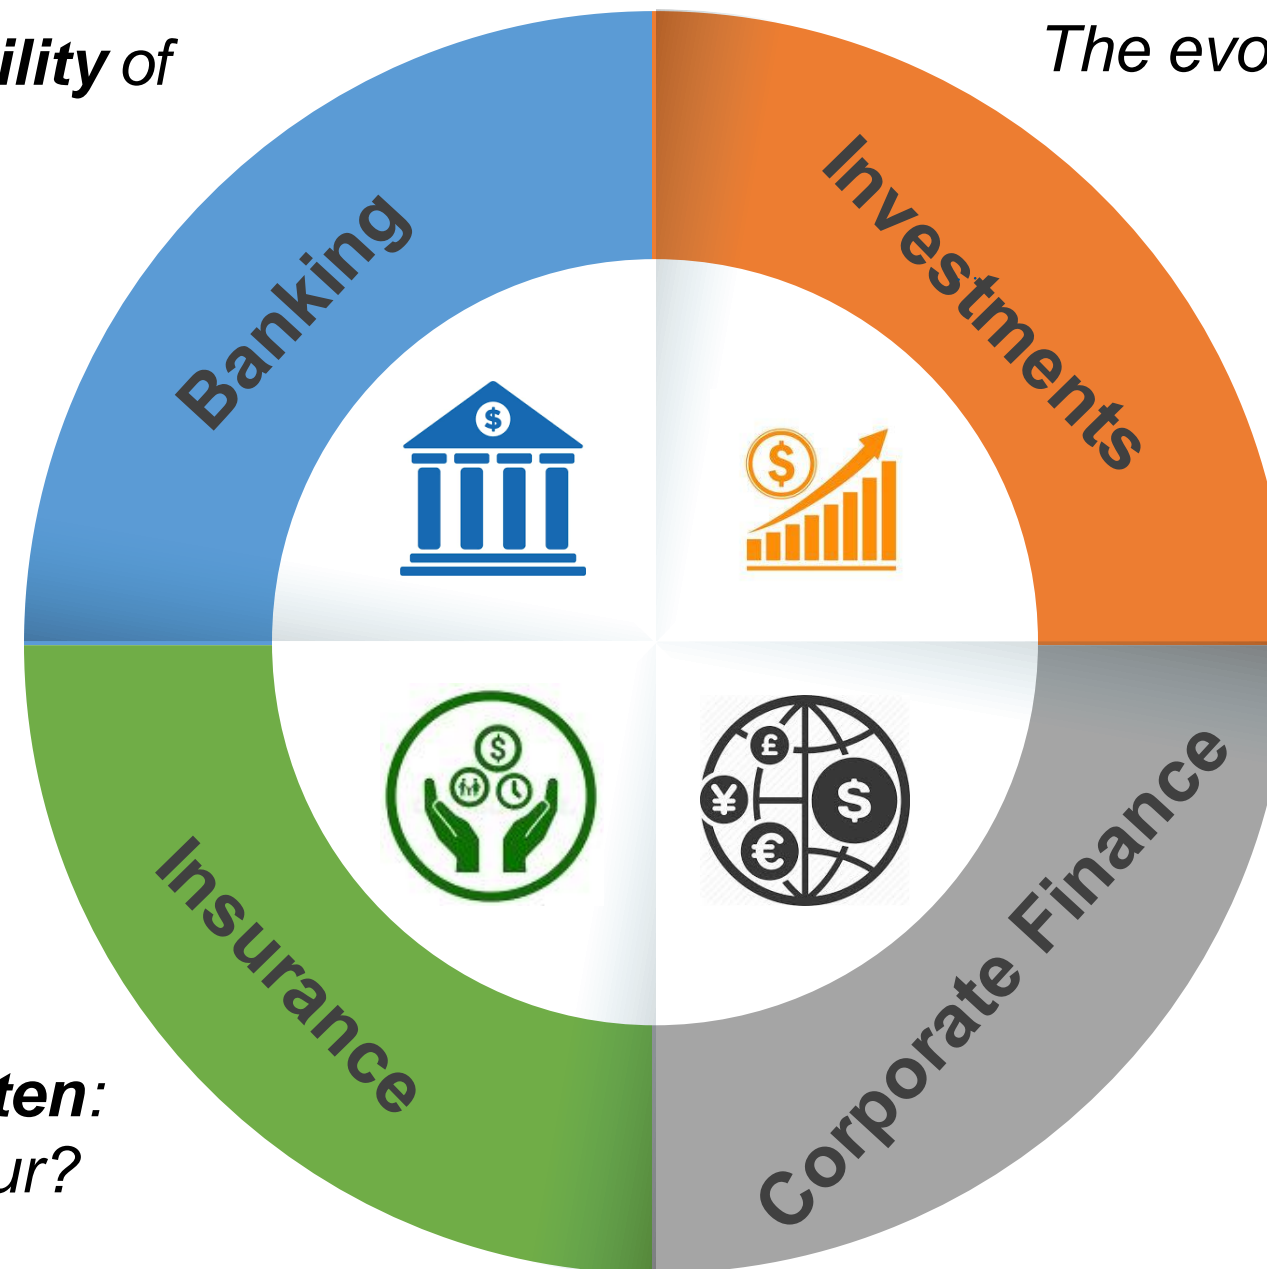 ility of
The evo
Banking
Investments
$
$
$
£
¥
$
€
Insurance
Corporate Finance
ten:
ur?